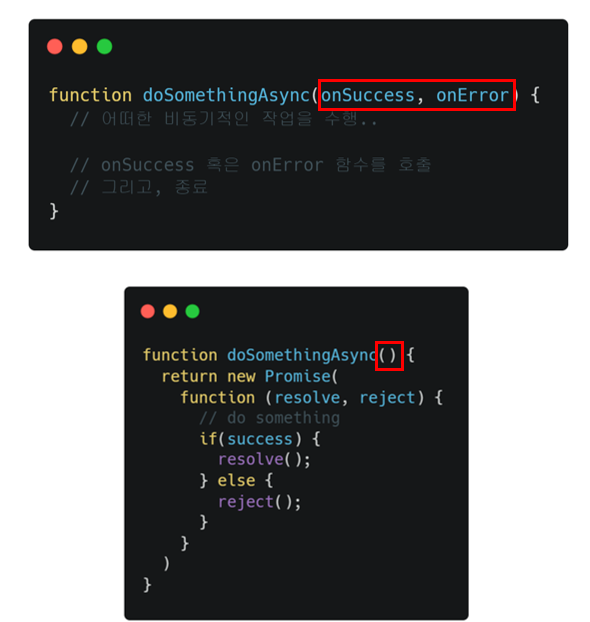 function doSomethingAsync(onSuccess, onError) {
// 어떠한 비동기적인 작업을 수행..
// onSuccess 혹은 onError 함수를 호출
// 그리고, 종료
}
function doSomethingAsync() {
return new Promise(
function (resolve, reject) {
// do something
if(success) {
resolve();
} else {
reject();
}
}
)
}